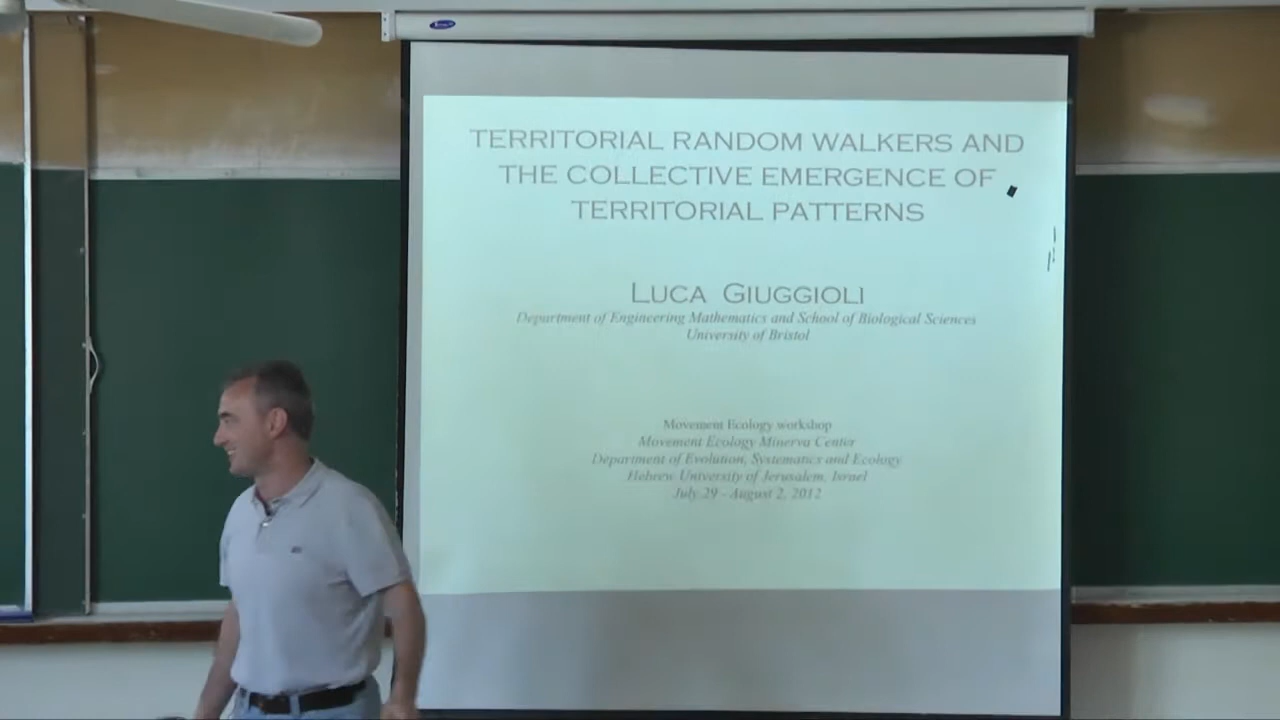 TERRITORIAL RANDOM WALKERS AND
THE COLLECTIVE EMERGENCE OF
TERRITORIAL PATTERNS
LUCA GIUGGIOLI
Department of Engineering Mathematics and School of Biological Sciences
University of Bristol
Movement Ecology workshop
Movement Ecology Minerva Center
Department of Evolution, Systematics and Ecology
Hebrew University of Jerusalem, Israel
July 29 - August 2, 2012